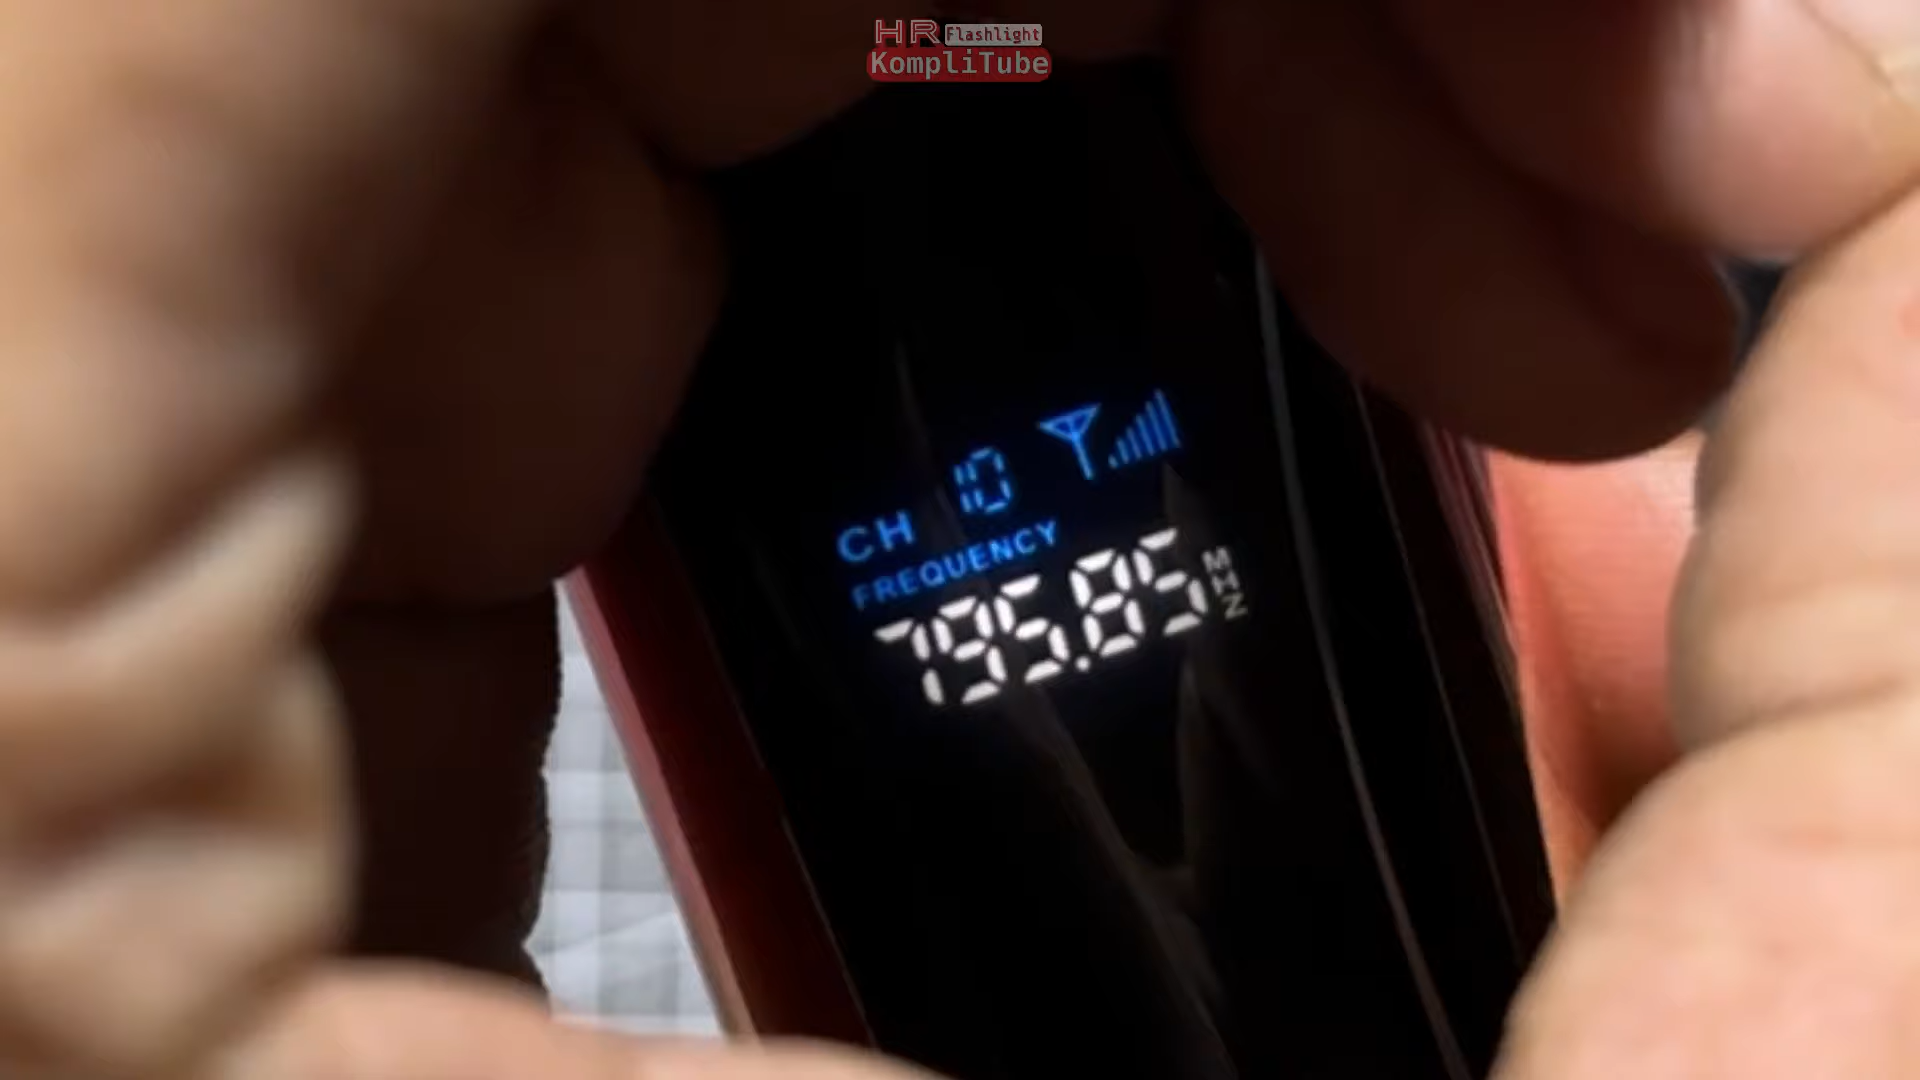 HR Flashlight
KompliTube
CH 10
FREQUENCY
795.85 MHZ